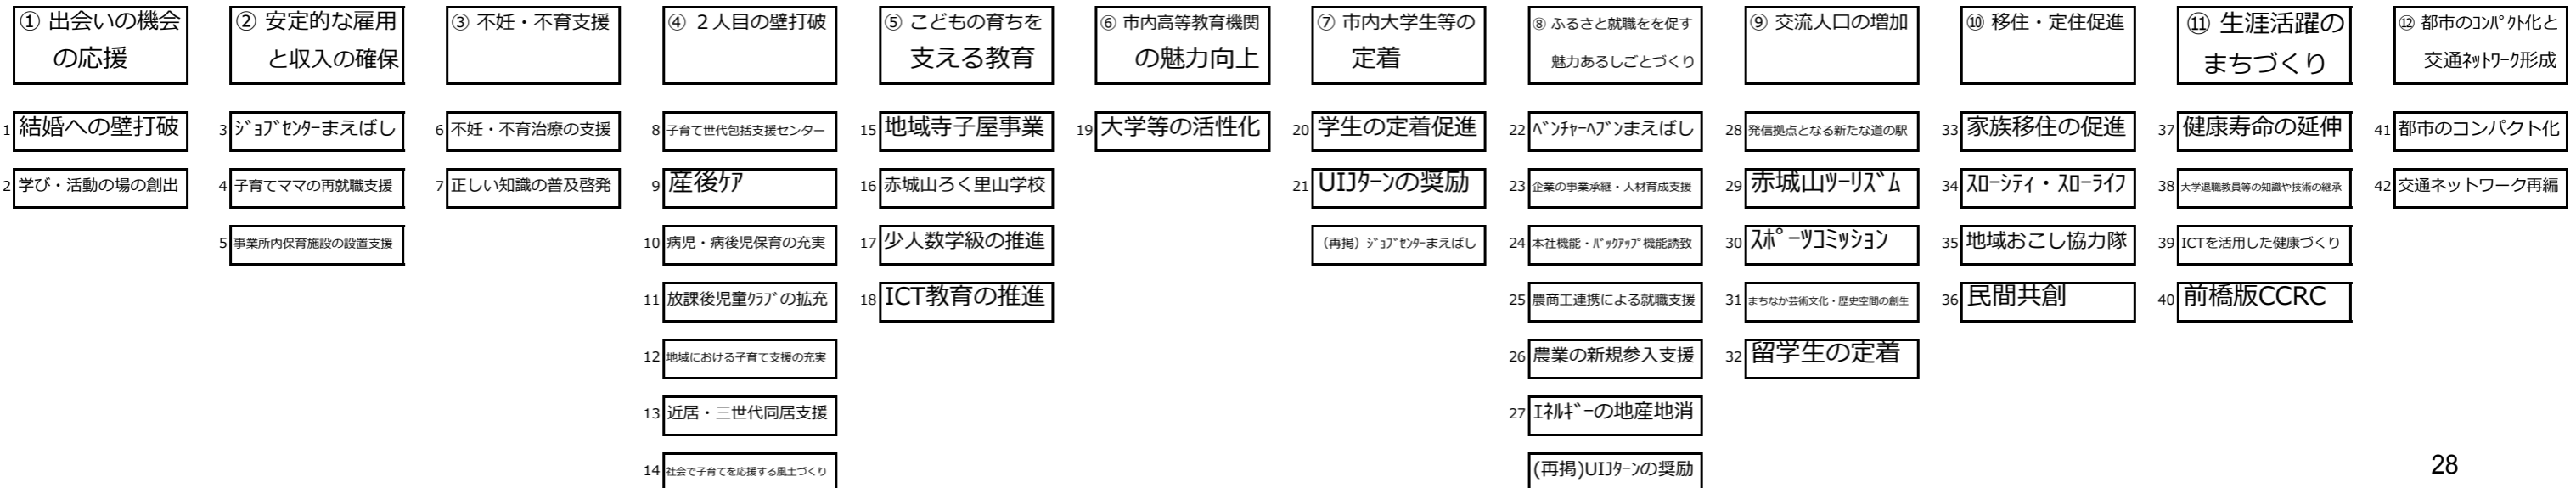 ① 出会いの機会
の応援
② 安定的な雇用
と収入の確保
③ 不妊・不育支援
④ ２人目の壁打破
⑤ こどもの育ちを
支える教育
⑥ 市内高等教育機関
の魅力向上
⑦ 市内大学生等の
定着
⑧ ふるさと就職をを促す
魅力あるしごとづくり
⑨ 交流人口の増加
⑩ 移住・定住促進
⑪ 生涯活躍の
まちづくり
⑫ 都市のｺﾝﾊﾟｸﾄ化と
交通ﾈｯﾄﾜｰｸ形成
1 結婚への壁打破
2 学び・活動の場の創出
3 ｼﾞｮﾌﾞｾﾝﾀｰまえばし
4 子育てママの再就職支援
5 事業所内保育施設の設置支援
6 不妊・不育治療の支援
7 正しい知識の普及啓発
8 子育て世代包括支援センター
9 産後ｹｱ
10 病児・病後児保育の充実
11 放課後児童ｸﾗﾌﾞの拡充
12 地域における子育て支援の充実
13 近居・三世代同居支援
14 社会で子育てを応援する風土づくり
15 地域寺子屋事業
16 赤城山ろく里山学校
17 少人数学級の推進
18 ICT教育の推進
19 大学等の活性化
20 学生の定着促進
21 UIJﾀｰﾝの奨励
（再掲）ｼﾞｮﾌﾞｾﾝﾀｰまえばし
22 ﾍﾞﾝﾁｬｰﾍﾌﾞﾝまえばし
23 企業の事業承継・人材育成支援
24 本社機能・ﾊﾞｯｸｱｯﾌﾟ機能誘致
25 農商工連携による就職支援
26 農業の新規参入支援
27 ｴﾈﾙｷﾞｰの地産地消
(再掲)UIJﾀｰﾝの奨励
28 発信拠点となる新たな道の駅
29 赤城山ﾂｰﾘｽﾞﾑ
30 ｽﾎﾟｰﾂｺﾐｯｼｮﾝ
31 まちなか芸術文化・歴史空間の創生
32 留学生の定着
33 家族移住の促進
34 ｽﾛｰｼﾃｨ・ｽﾛｰﾗｲﾌ
35 地域おこし協力隊
36 民間共創
37 健康寿命の延伸
38 大学退職教員等の知識や技術の継承
39 ICTを活用した健康づくり
40 前橋版CCRC
41 都市のコンパクト化
42 交通ネットワーク再編
28